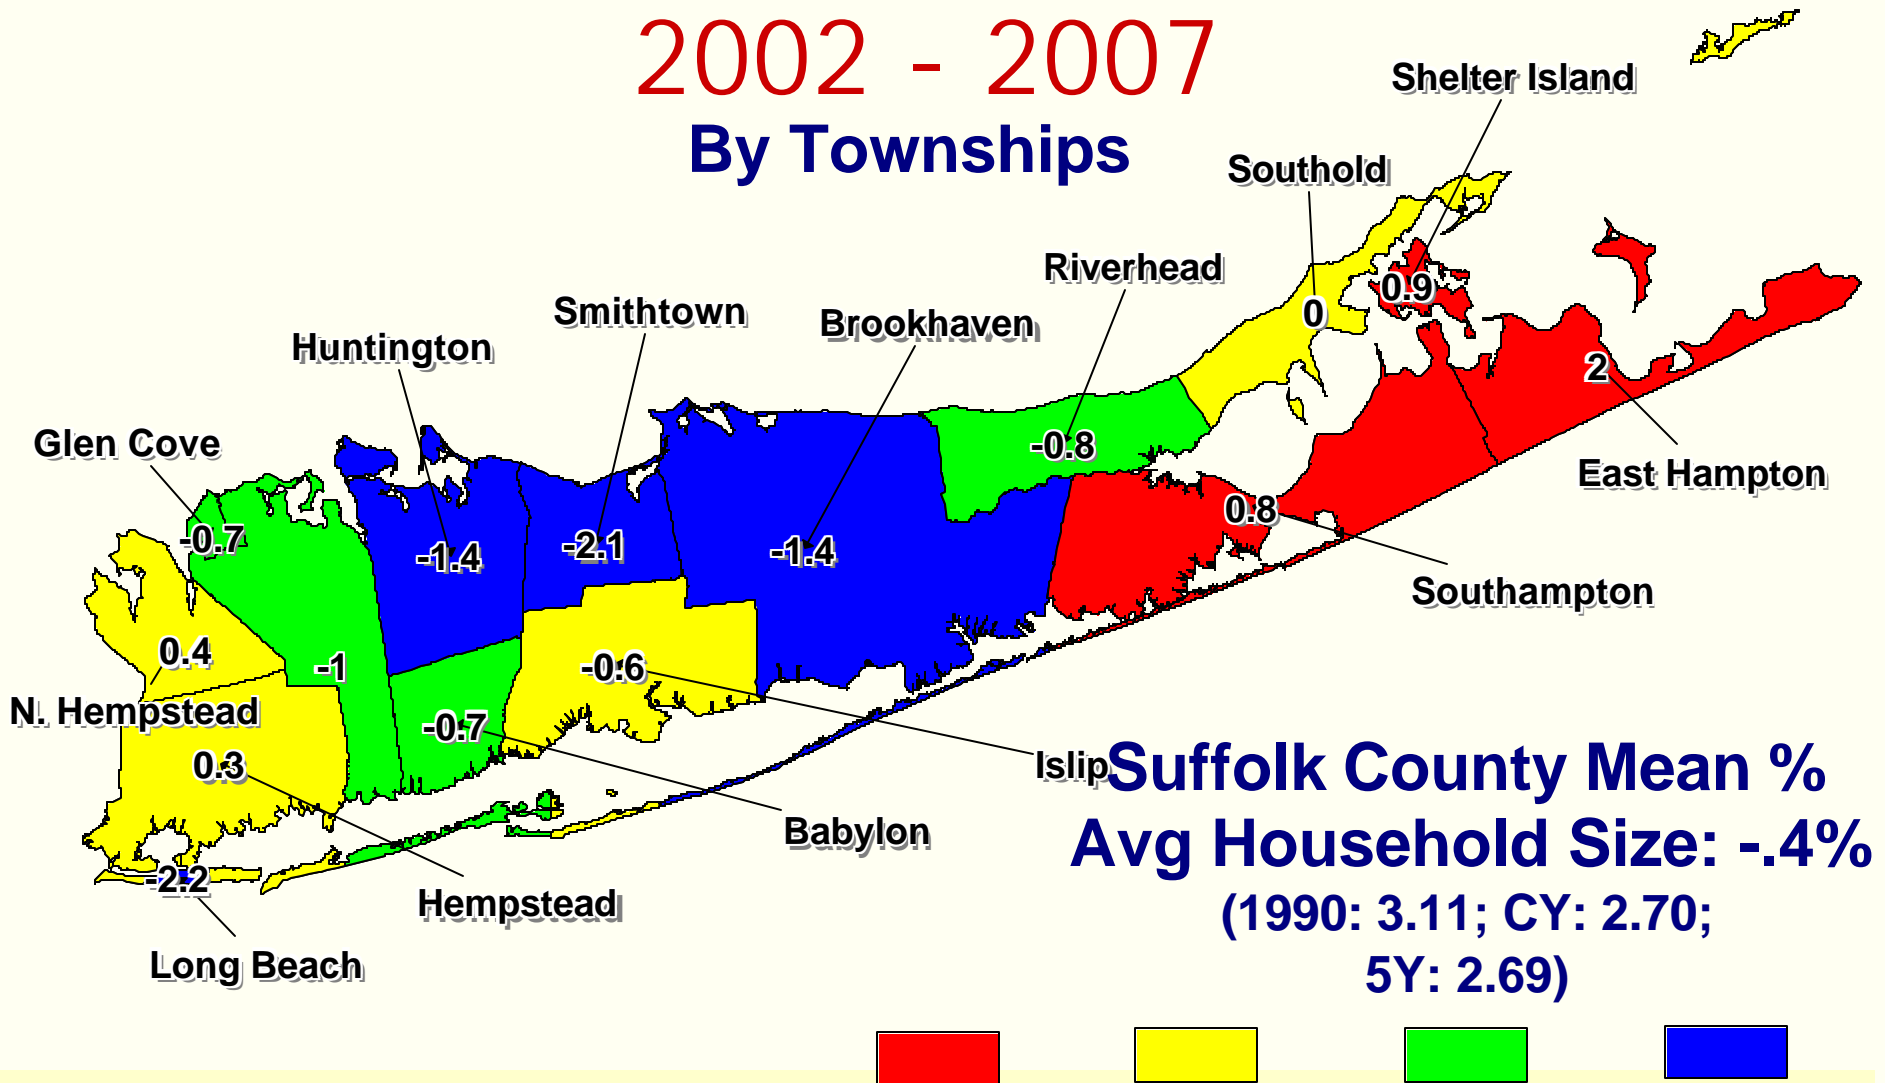 2002 - 2007
By Townships
Shelter Island
Southold
Riverhead
Smithtown
Brookhaven
Huntington
Glen Cove
0.9
0
2
-0.8
East Hampton
0.8
-0.7
-1.4
-2.1
-1.4
Southampton
0.4
-1
-0.6
N. Hempstead
-0.7
0.3
Islip
Suffolk County Mean %
Babylon
Avg Household Size: -.4%
-2.2
Hempstead
(1990: 3.11; CY: 2.70;
Long Beach
5Y: 2.69)